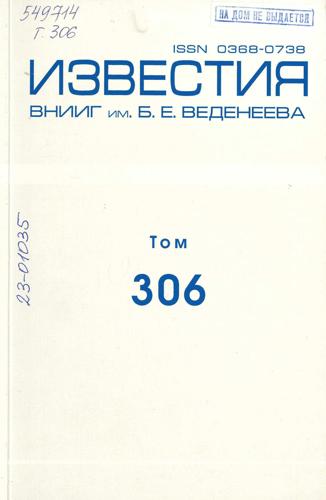 549714
Т. 306
НА ДОМ НЕ ВЫДАЕТСЯ
ISSN 0368-0738
ИЗВЕСТИЯ
ВНИИГ ИМ. Б. Е. ВЕДЕНЕЕВА
Том
306
23-01035